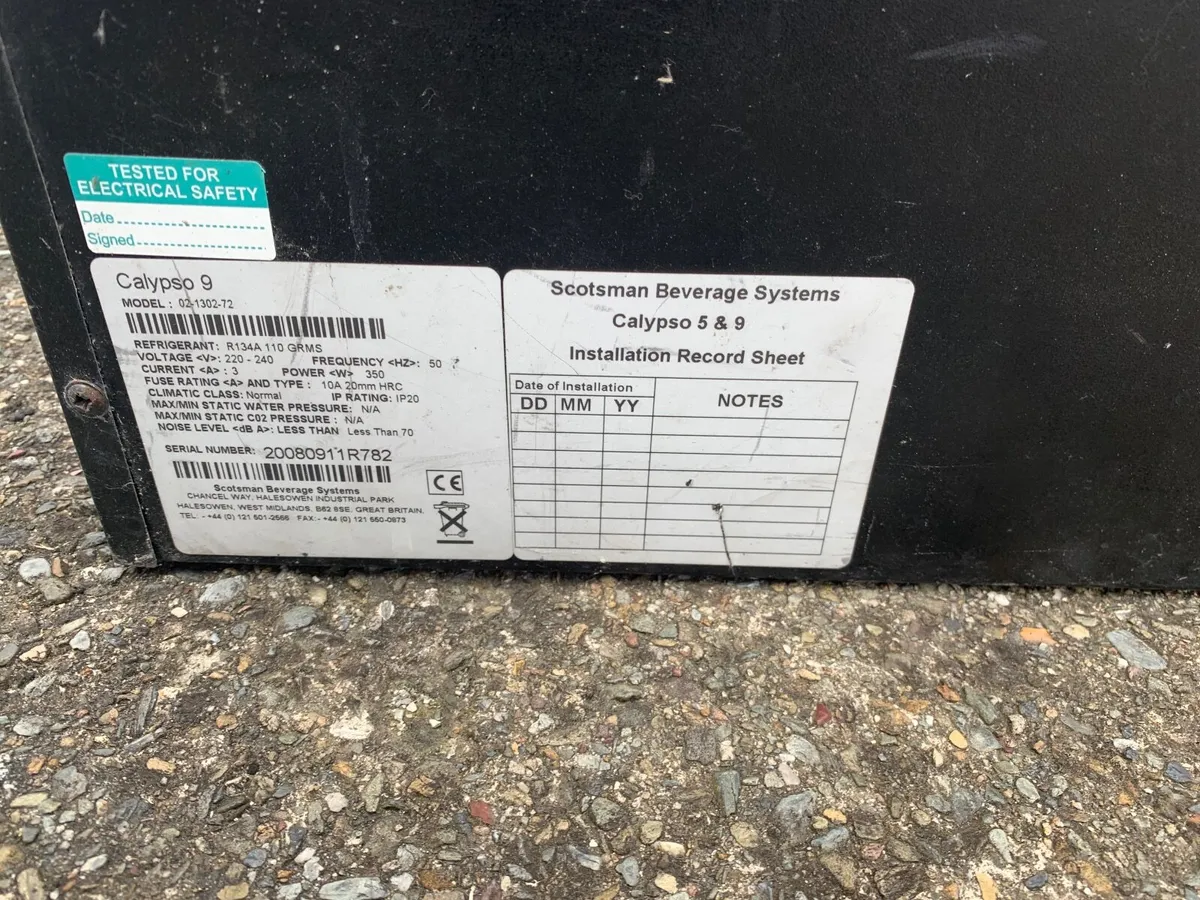 TESTED FOR
ELECTRICAL SAFETY
Date
Signed
Calypso 9
MODEL : 02-1302-72
REFRIGERANT: R134A 110 GRMS
VOLTAGE <V>: 220 - 240 FREQUENCY <HZ>: 50
CURRENT <A> : 3 POWER <W> 350
FUSE RATING <A> AND TYPE : 10A 20mm HRC
CLIMATIC CLASS: Normal IP RATING: IP20
MAX/MIN STATIC WATER PRESSURE: N/A
MAX/MIN STATIC C02 PRESSURE : N/A
NOISE LEVEL <dB A>: LESS THAN Less Than 70
SERIAL NUMBER: 20080911R782
Scotsman Beverage Systems
CHANCEL WAY, HALESOWEN INDUSTRIAL PARK
HALESOWEN, WEST MIDLANDS, B62 8SE, GREAT BRITAIN.
TEL: - +44 (0) 121 501-2566 FAX:- +44 (0) 121 550-0873
CE
Scotsman Beverage Systems
Calypso 5 & 9
Installation Record Sheet
Date of Installation
DD MM YY NOTES